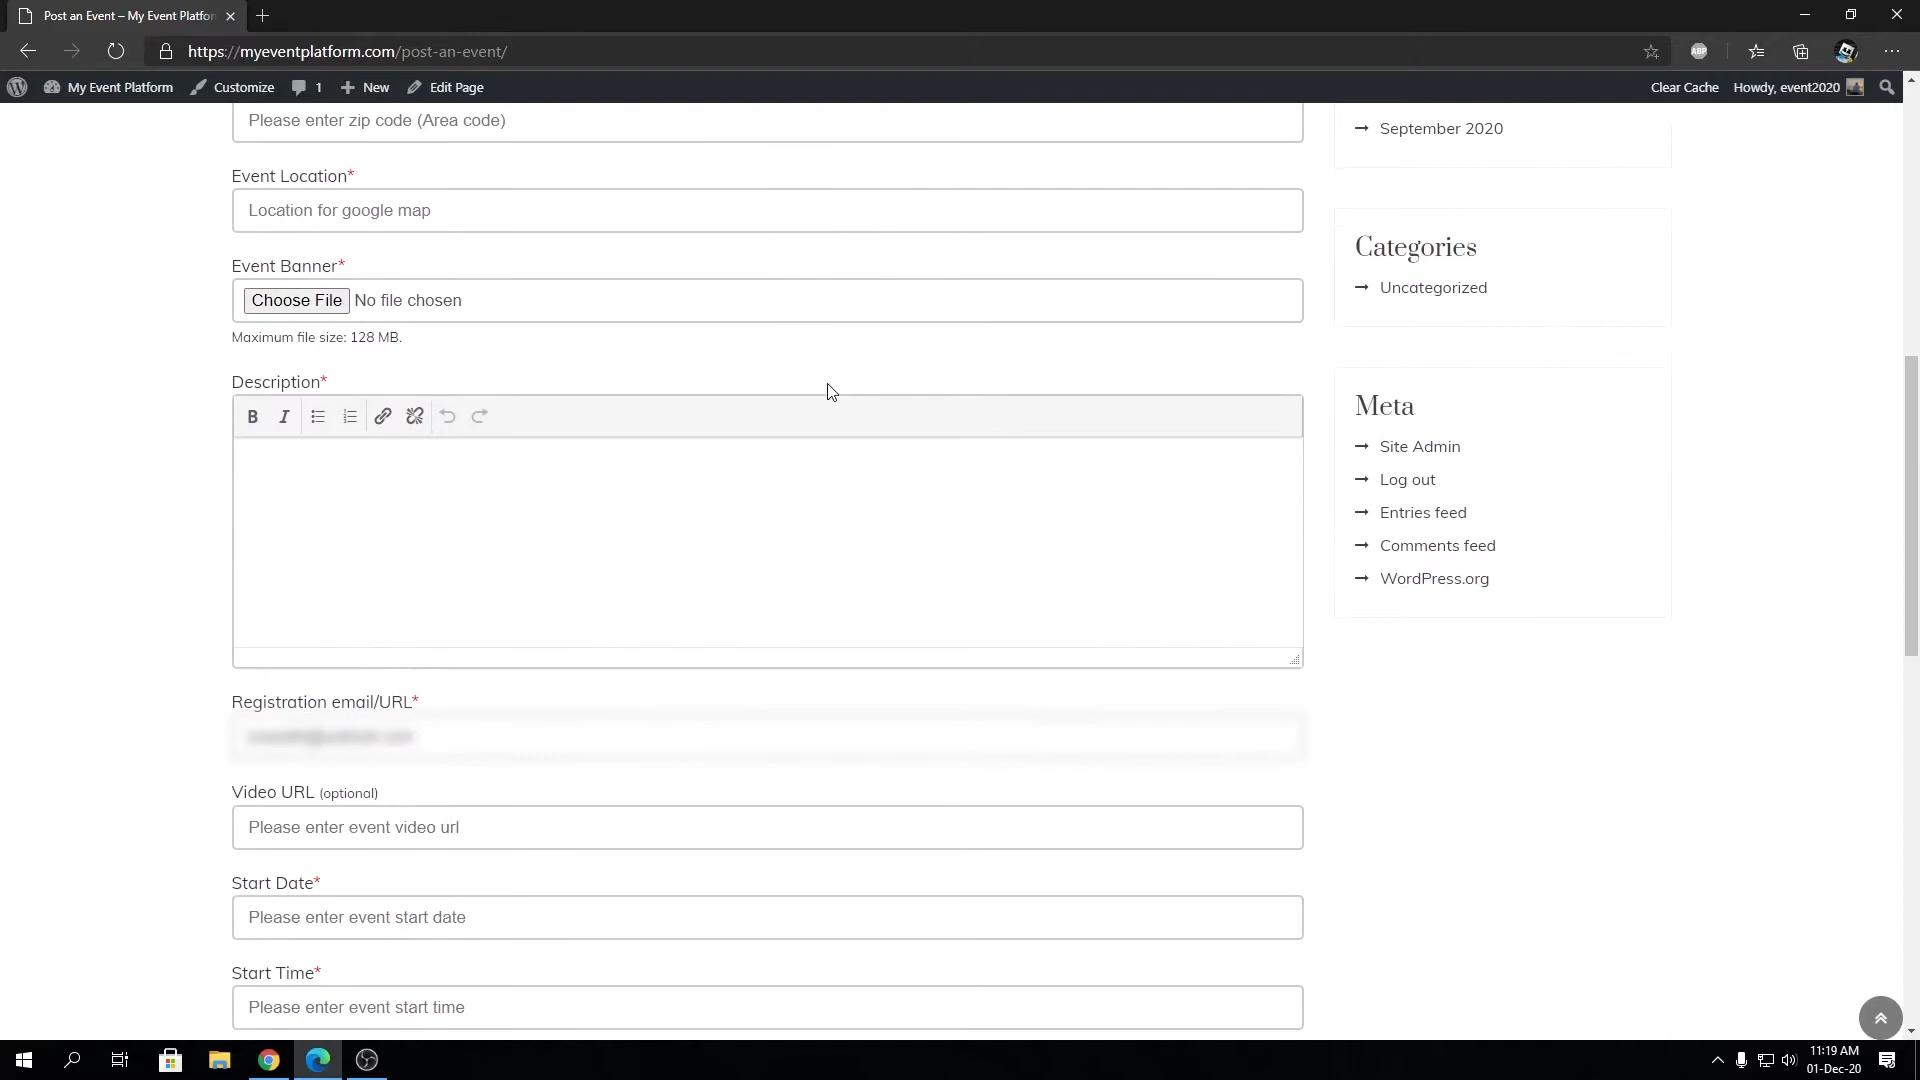 Post an Event – My Event Platfor
https://myeventplatform.com/post-an-event/
ABP
My Event Platform
Customize
1
New
Edit Page
Clear Cache
Howdy, event2020
Please enter zip code (Area code)
Event Location*
Location for google map
Event Banner*
Choose File No file chosen
Maximum file size: 128 MB.
Description*
B I
Registration email/URL*
Video URL (optional)
Please enter event video url
Start Date*
Please enter event start date
Start Time*
Please enter event start time
September 2020
Categories
Uncategorized
Meta
Site Admin
Log out
Entries feed
Comments feed
WordPress.org
11:19 AM
01-Dec-20